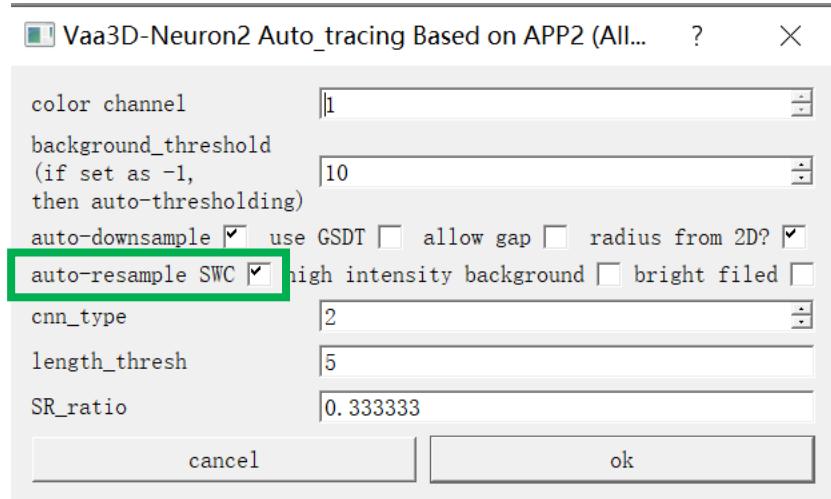 Vaa3D-Neuron2 Auto_tracing Based on APP2 (All... ?
color channel 1
background_threshold
(if set as -1, 10
then auto-thresholding)
auto-downsample use GSDT allow gap radius from 2D?
auto-resample SWC high intensity background bright filed
cnn_type 2
length_thresh 5
SR_ratio 0.333333
cancel ok